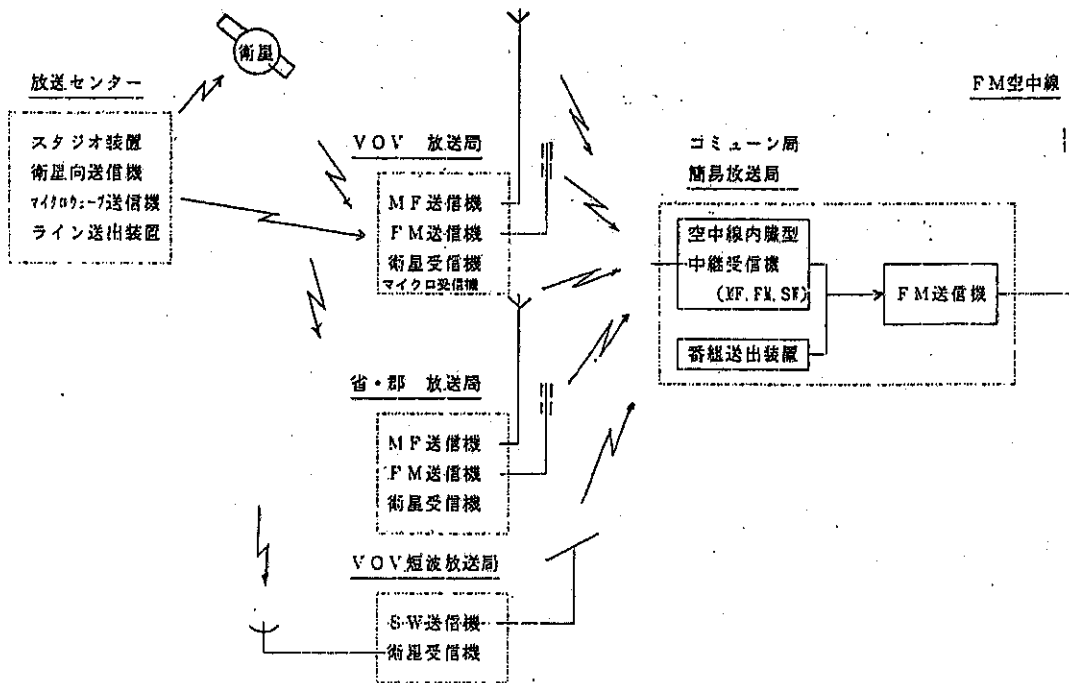 衛星
放送センター
スタジオ装置
衛星向送信機
マイクロウェーブ送信機
ライン送出装置
VOV 放送局
MF送信機
FM送信機
衛星受信機
マイクロ受信機
省・郡 放送局
MF送信機
FM送信機
衛星受信機
VOV短波放送局
SW送信機
衛星受信機
コミューン局
簡易放送局
空中線内臓型
中継受信機
(MF, FM, SW)
番組送出装置
FM送信機
FM空中線